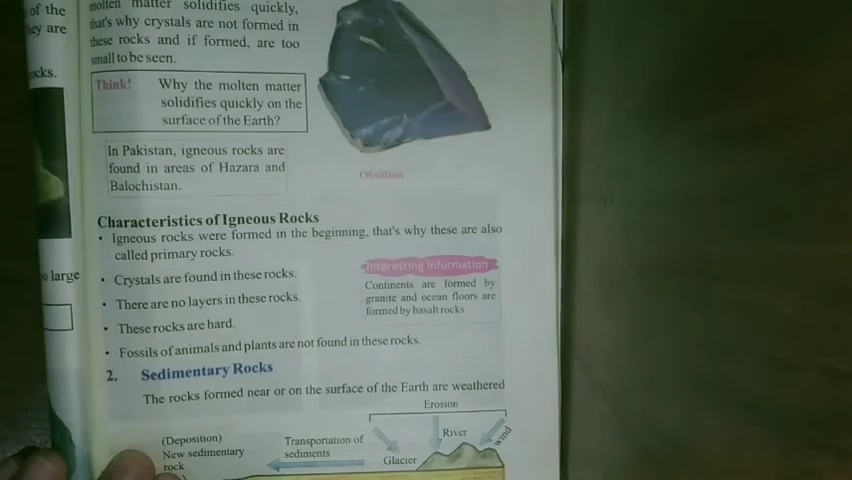 of the
hey are
ocks.
o large
molten matter solidifies quickly,
that's why crystals are not formed in
these rocks and if formed, are too
small to be seen.
Think! Why the molten matter
solidifies quickly on the
surface of the Earth?
In Pakistan, igneous rocks are
found in areas of Hazara and
Balochistan.
Obsidian
Characteristics of Igneous Rocks
• Igneous rocks were formed in the beginning, that's why these are also
called primary rocks.
• Crystals are found in these rocks.
• There are no layers in these rocks.
• These rocks are hard.
• Fossils of animals and plants are not found in these rocks.
Interesting Information
Continents are formed by
granite and ocean floors are
formed by basalt rocks.
2. Sedimentary Rocks
The rocks formed near or on the surface of the Earth are weathered
Erosion
(Deposition)
New sedimentary
rock
Transportation of
sediments
Glacier
River
wind